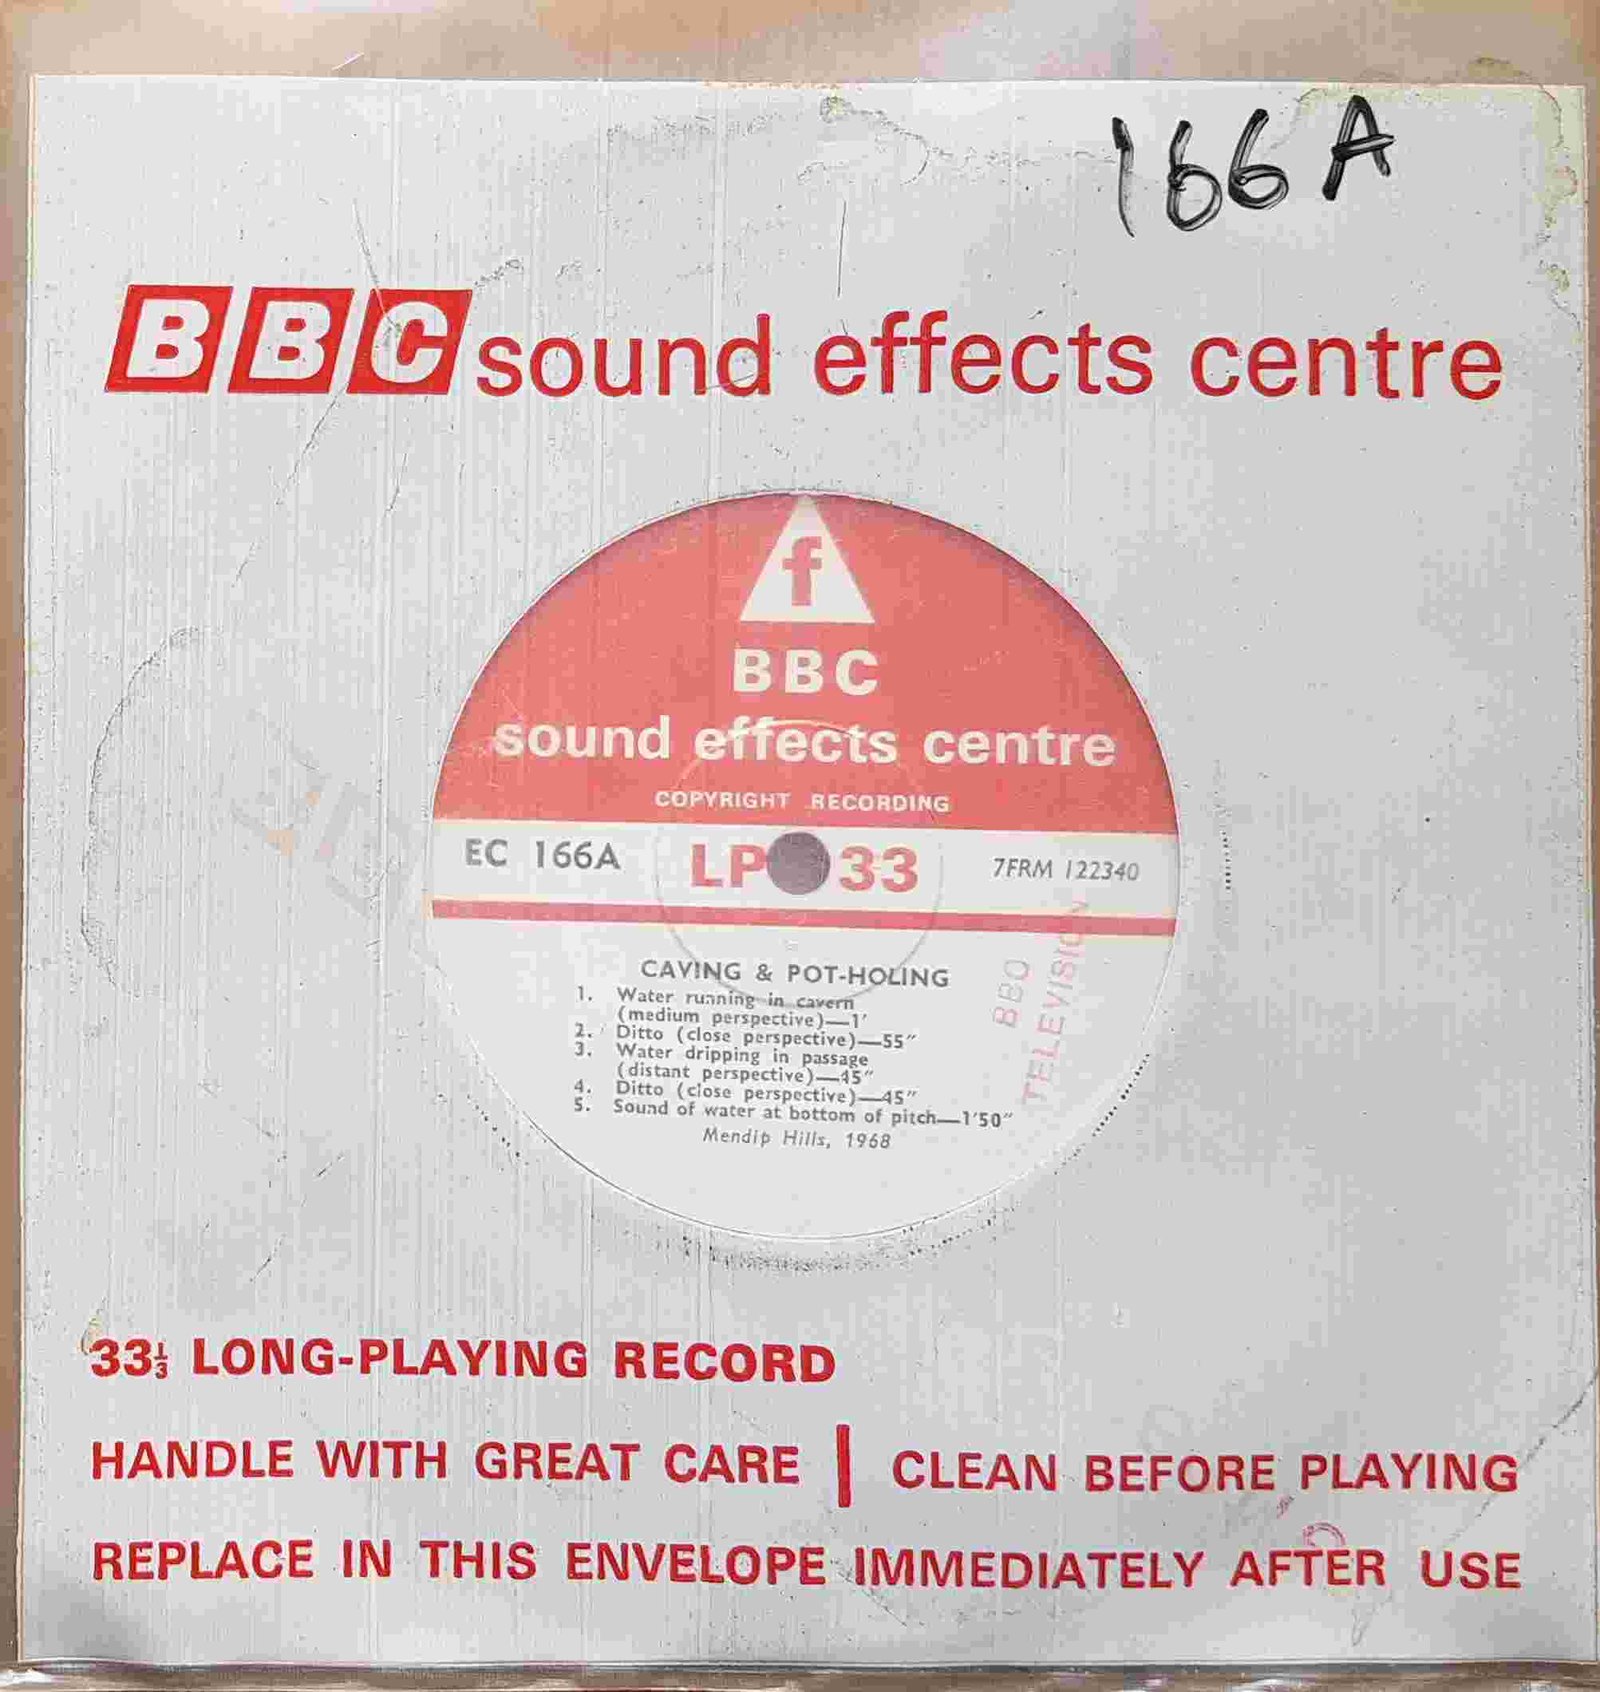 166A
BBC sound effects centre
f
BBC
sound effects centre
COPYRIGHT RECORDING
EC 166A LP 33 7FRM 122340
CAVING & POT-HOLING
1. Water running in cavern
(medium perspective)—1'
2. Ditto (close perspective)—55"
3. Water dripping in passage
(distant perspective)—45"
4. Ditto (close perspective)—45"
5. Sound of water at bottom of pitch—1'50"
Mendip Hills, 1968
BBC
TELEVISION
33⅓ LONG-PLAYING RECORD
HANDLE WITH GREAT CARE | CLEAN BEFORE PLAYING
REPLACE IN THIS ENVELOPE IMMEDIATELY AFTER USE